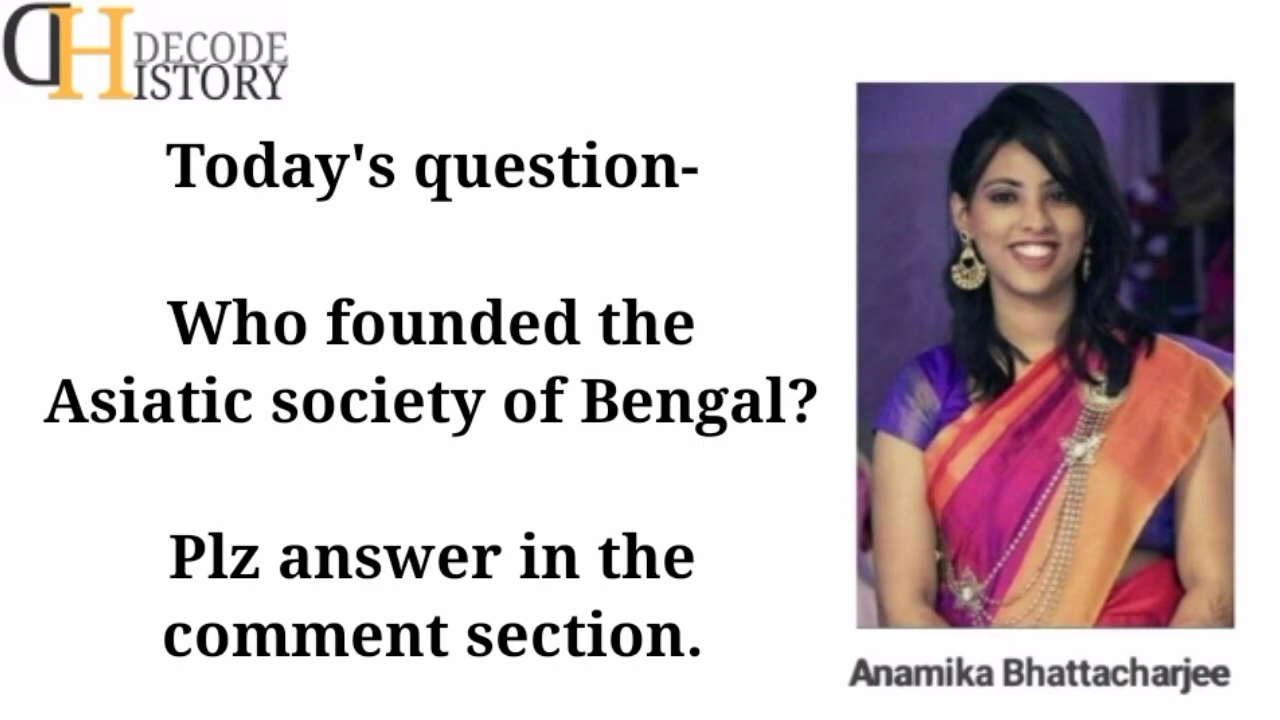 DH DECODE
ISTORY
Today's question-
Who founded the
Asiatic society of Bengal?
Plz answer in the
comment section.
Anamika Bhattacharjee